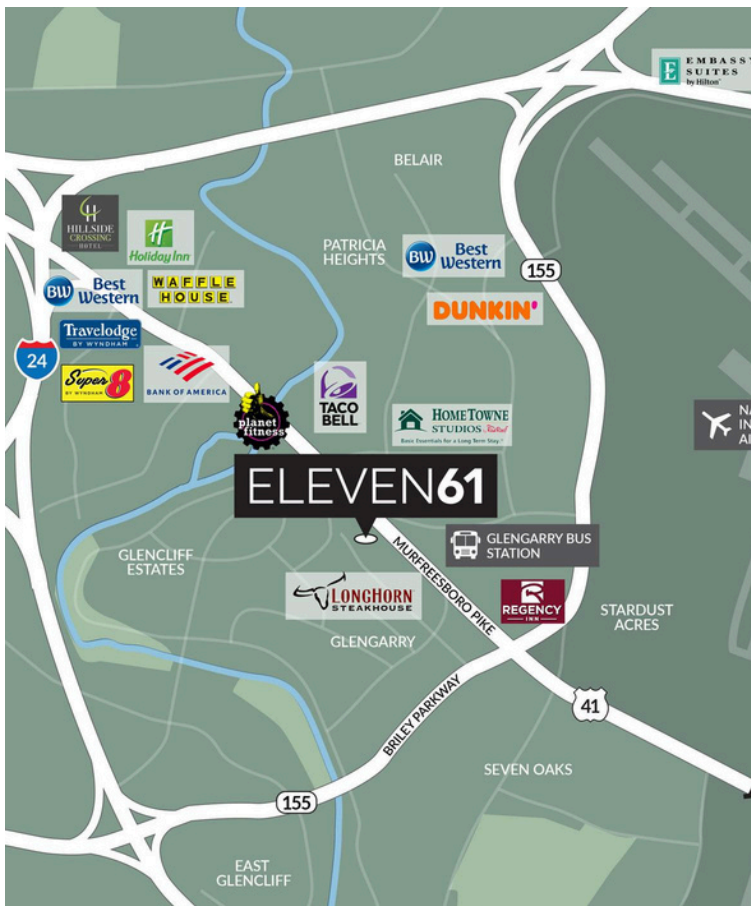 EMBASSY
SUITES
by Hilton
BELAIR
HILLSIDE
CROSSING
HOTEL
H
Holiday Inn
PATRICIA
HEIGHTS
BW Best
Western
155
BW Best
Western
WAFFLE
HOUSE
DUNKIN'
Travelodge
BY WYNDHAM
24
Super 8
BY WYNDHAM
BANK OF AMERICA
TACO
BELL
planet
fitness
HOMETOWNE
STUDIOS
Basic Essentials for a Long Term Stay.
ELEVEN61
GLENGARRY BUS
STATION
GLENCLIFF
ESTATES
MURFREESBORO PIKE
LONGHORN
STEAKHOUSE
REGENCY
INN
STARDUST
ACRES
GLENGARRY
BRILEY PARKWAY
41
SEVEN OAKS
155
EAST
GLENCLIFF